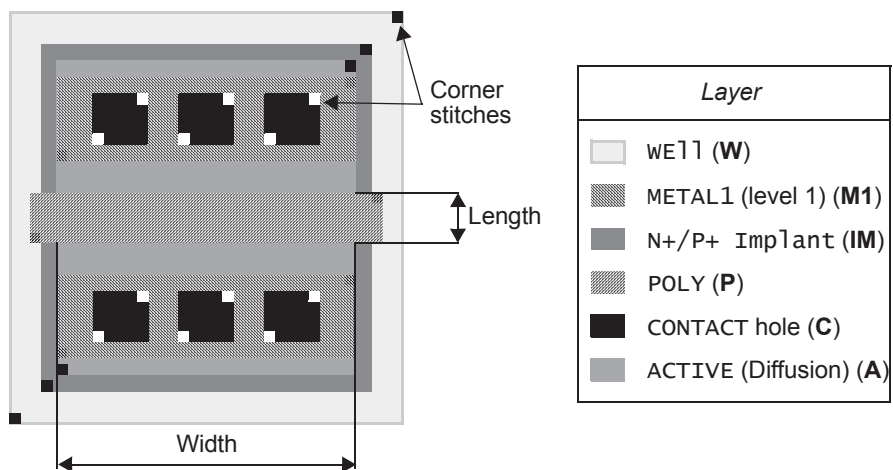 Corner
stitches
Length
Width
Layer
WEll (W)
METAL1 (level 1) (M1)
N+/P+ Implant (IM)
POLY (P)
CONTACT hole (C)
ACTIVE (Diffusion) (A)